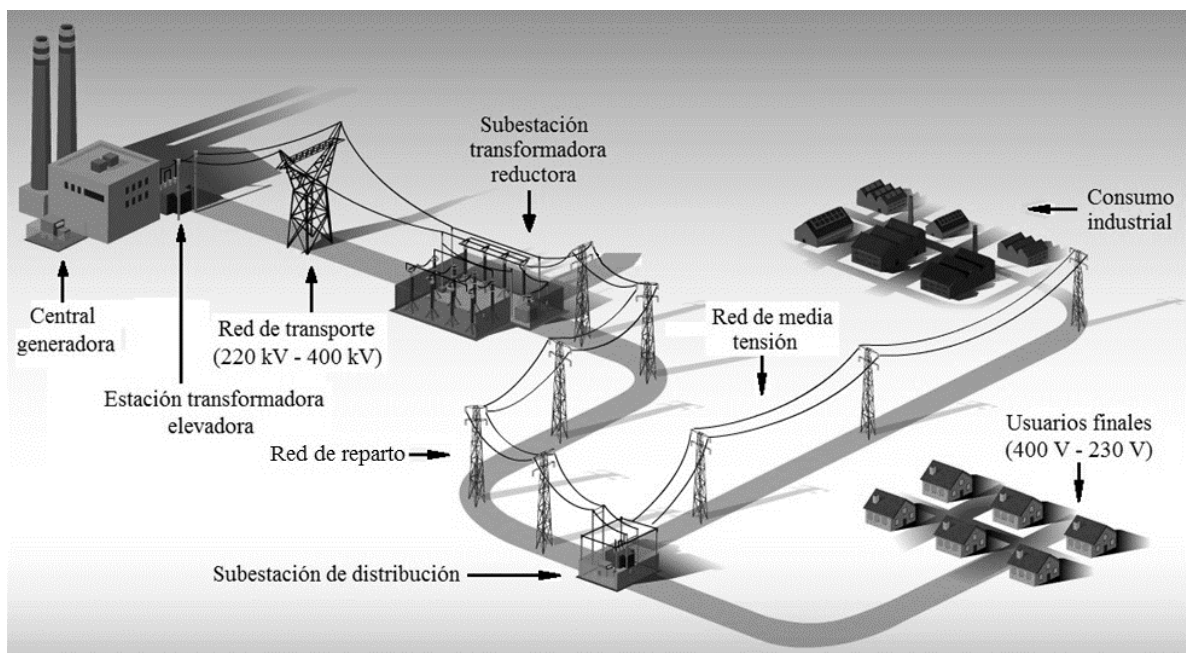 Subestación
transformadora
reductora
Consumo
industrial
Central
generadora
Red de transporte
(220 kV - 400 kV)
Red de media
tensión
Estación transformadora
elevadora
Usuarios finales
(400 V - 230 V)
Red de reparto
Subestación de distribución